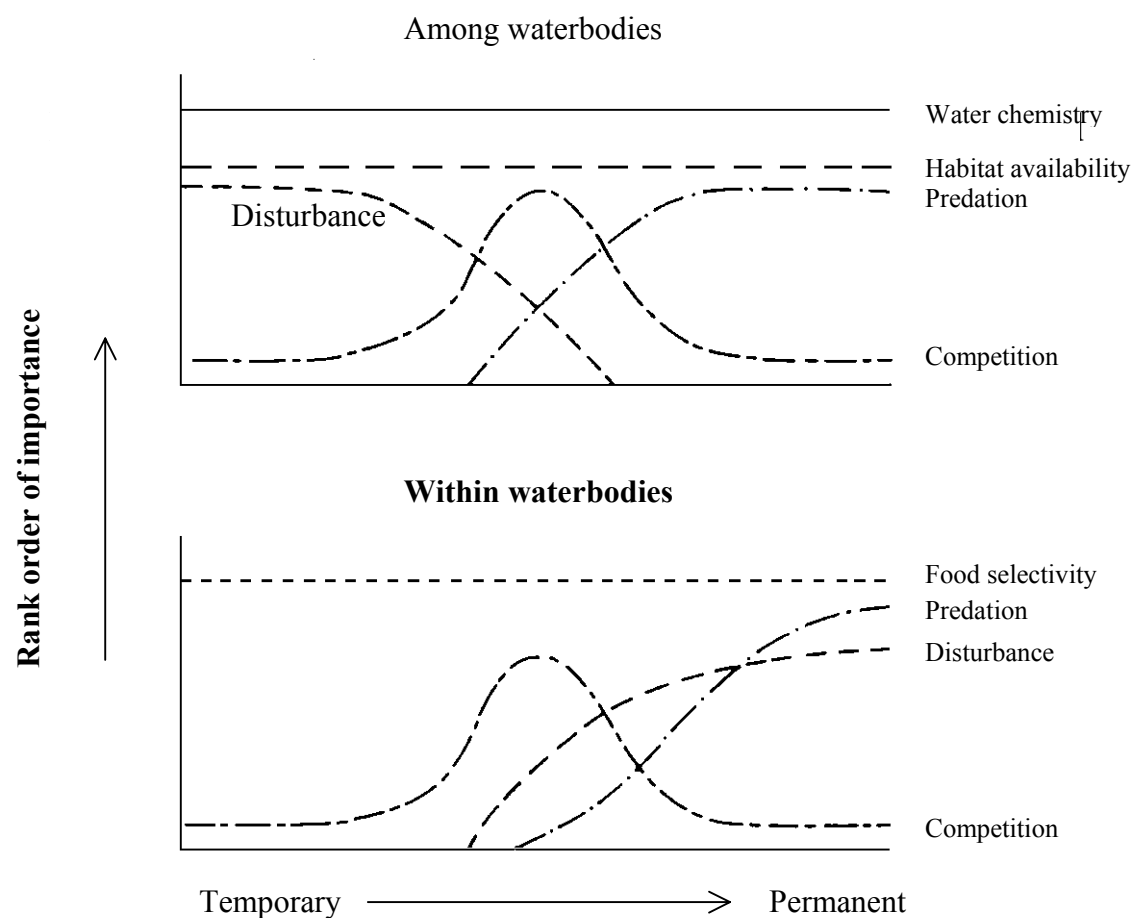 Among waterbodies
Water chemistry
Habitat availability
Predation
Disturbance
Competition
Rank order of importance
Within waterbodies
Food selectivity
Predation
Disturbance
Competition
Temporary
Permanent